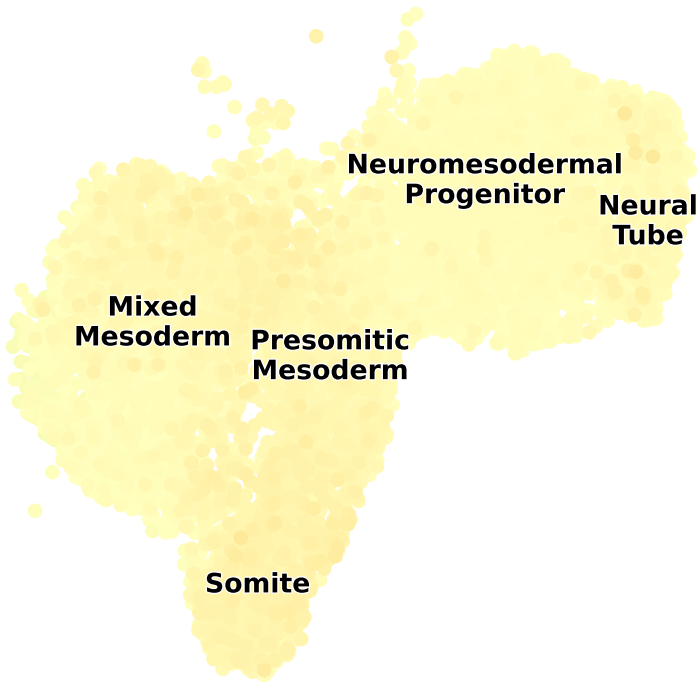 Neuromesodermal
Progenitor
Neural
Tube
Mixed
Mesoderm
Presomitic
Mesoderm
Somite